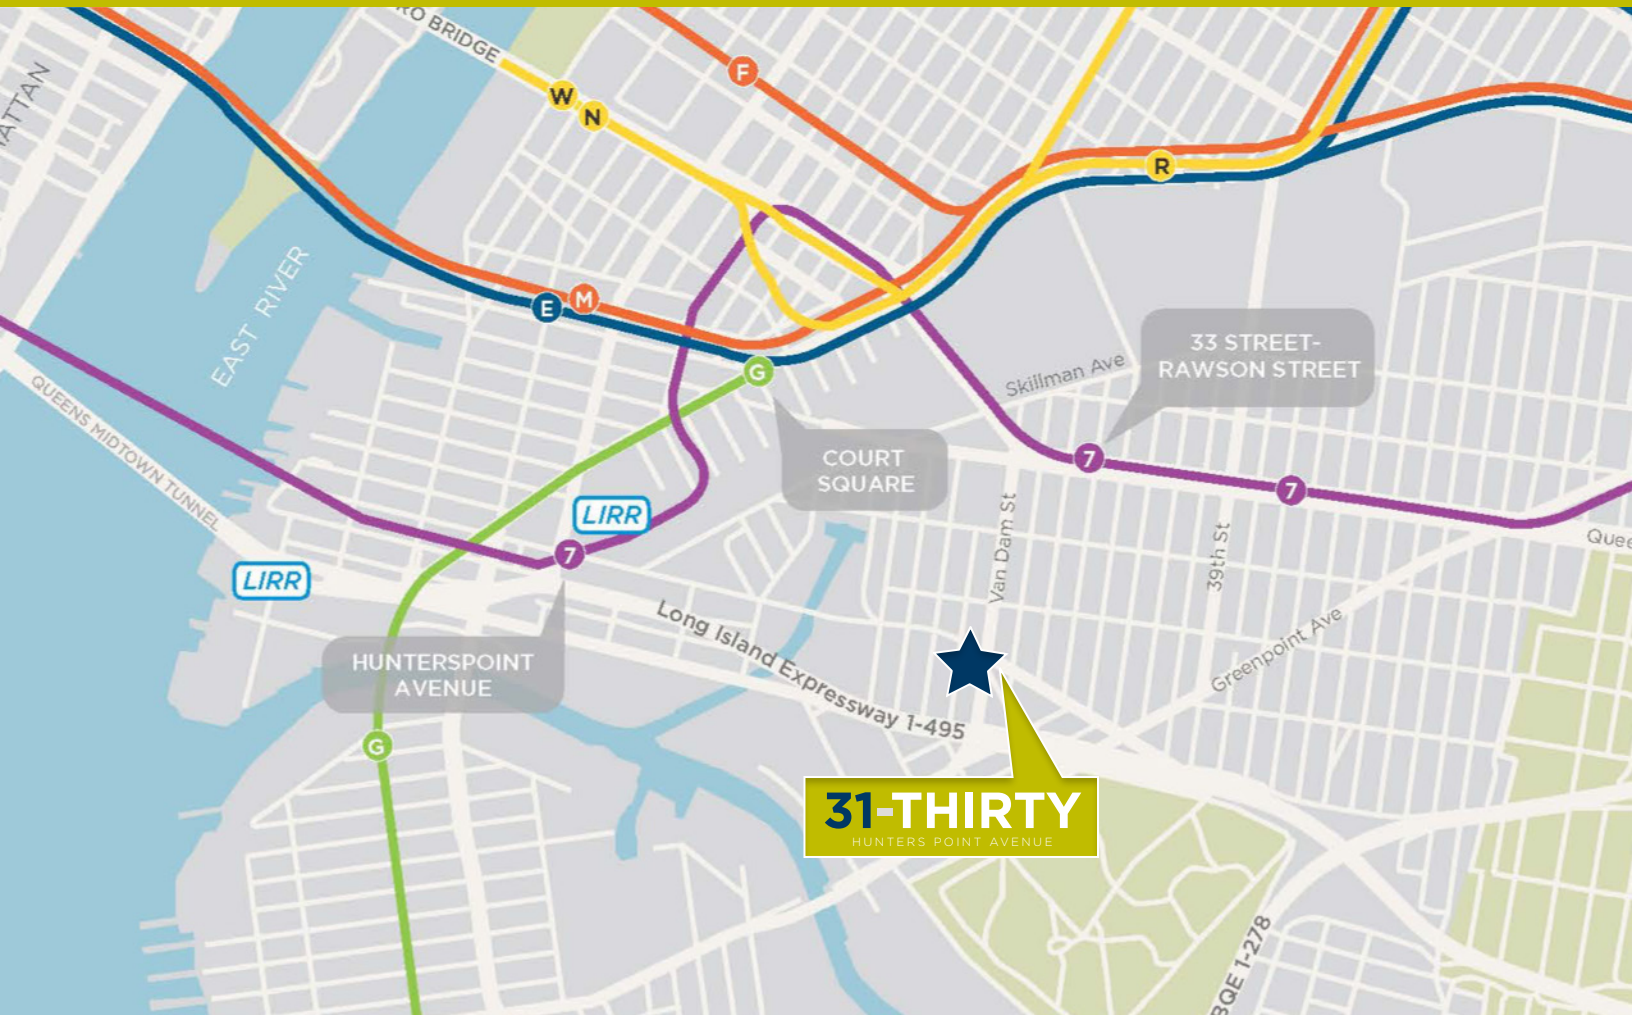 RO BRIDGE
ATTAN
F
W
N
R
EAST RIVER
E
M
33 STREET-
RAWSON STREET
Skillman Ave
G
QUEENS MIDTOWN TUNNEL
COURT
SQUARE
7
7
LIRR
Van Dam St
39th St
Quee
7
LIRR
Long Island Expressway 1-495
Greenpoint Ave
HUNTERSPOINT
AVENUE
G
31-THIRTY
HUNTERS POINT AVENUE
BQE 1-278